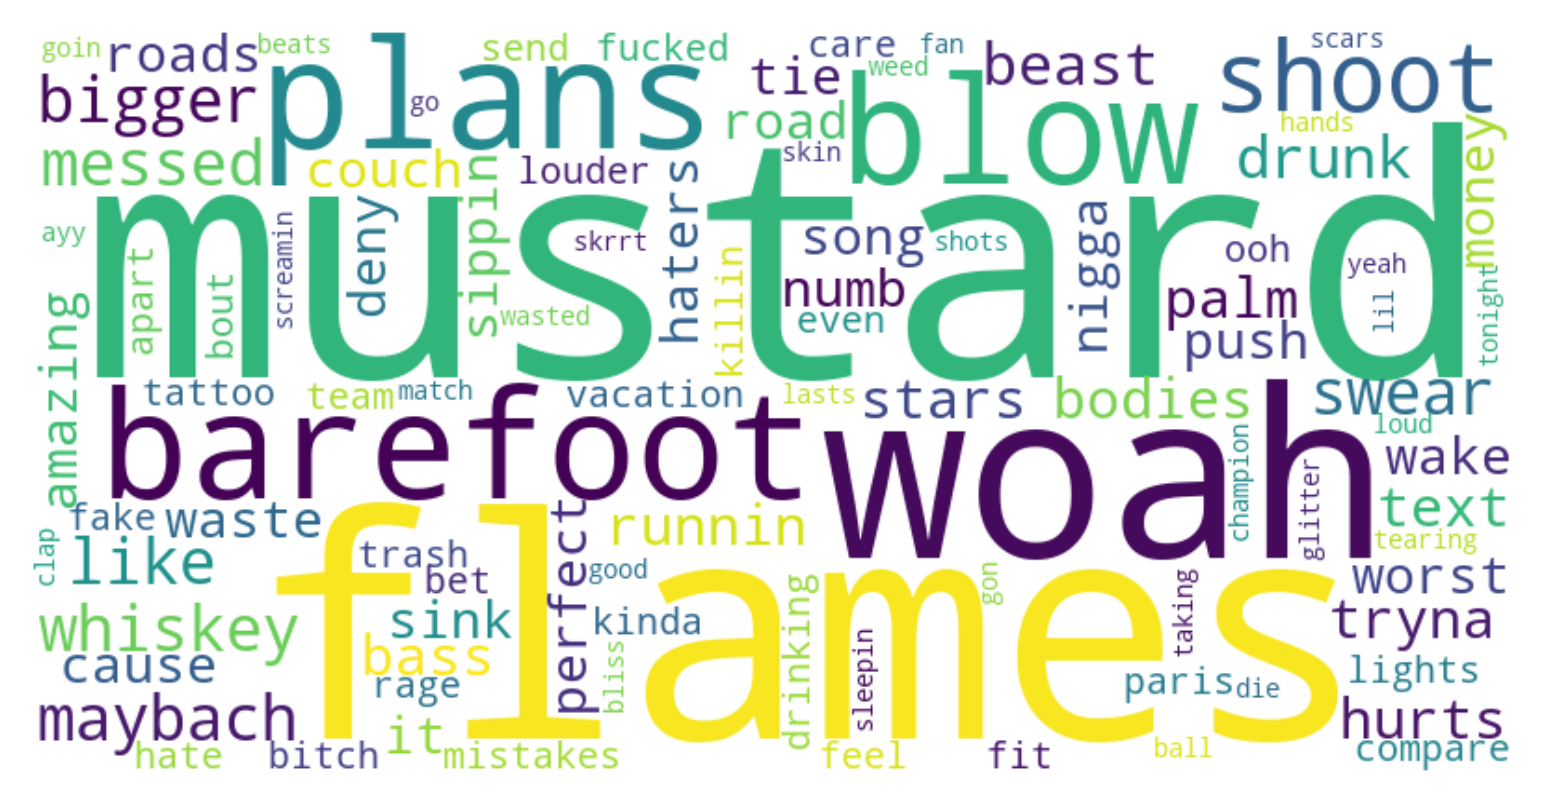 goin
roads
beats
plans
send
fucked
care
fan
scars
tie
weed
beast
shoot
bigger
go
blow
road
hands
messed
couch
louder
skin
drunk
money
mustard
sippin
haters
ayy
screamin
deny
skrrt
song
shots
nigga
ooh
yeah
apart
bout
killin
numb
palm
lil
tonight
wasted
even
push
amazing
tattoo
team
match
vacation
lasts
stars
bodies
swear
barefoot
woah
loud
champion
wake
glitter
text
fake
waste
flames
perfect
runnin
tearing
clap
like
trash
bet
good
gon
taking
worst
whiskey
sink
kinda
drinking
sleepin
tryna
cause
bass
rage
bliss
paris
die
lights
maybach
it
hurts
hate
bitch
mistakes
feel
fit
ball
compare